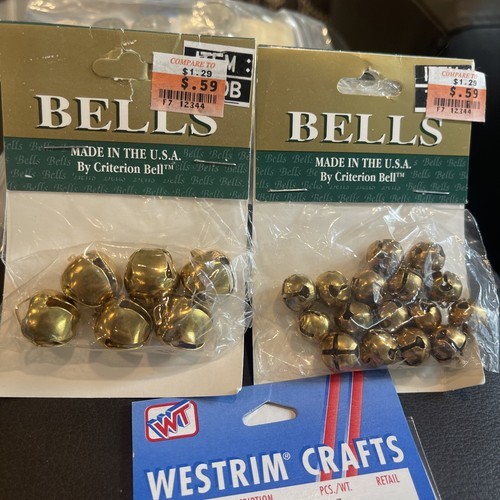 COMPARE TO
$1.29
$.59
F7 12344
BELLS
MADE IN THE U.S.A.
By Criterion Bell™
COMPARE TO
$1.29
$.59
F7 12344
BELLS
MADE IN THE U.S.A.
By Criterion Bell™
WT
WESTRIM® CRAFTS
PCS./WT. RETAIL